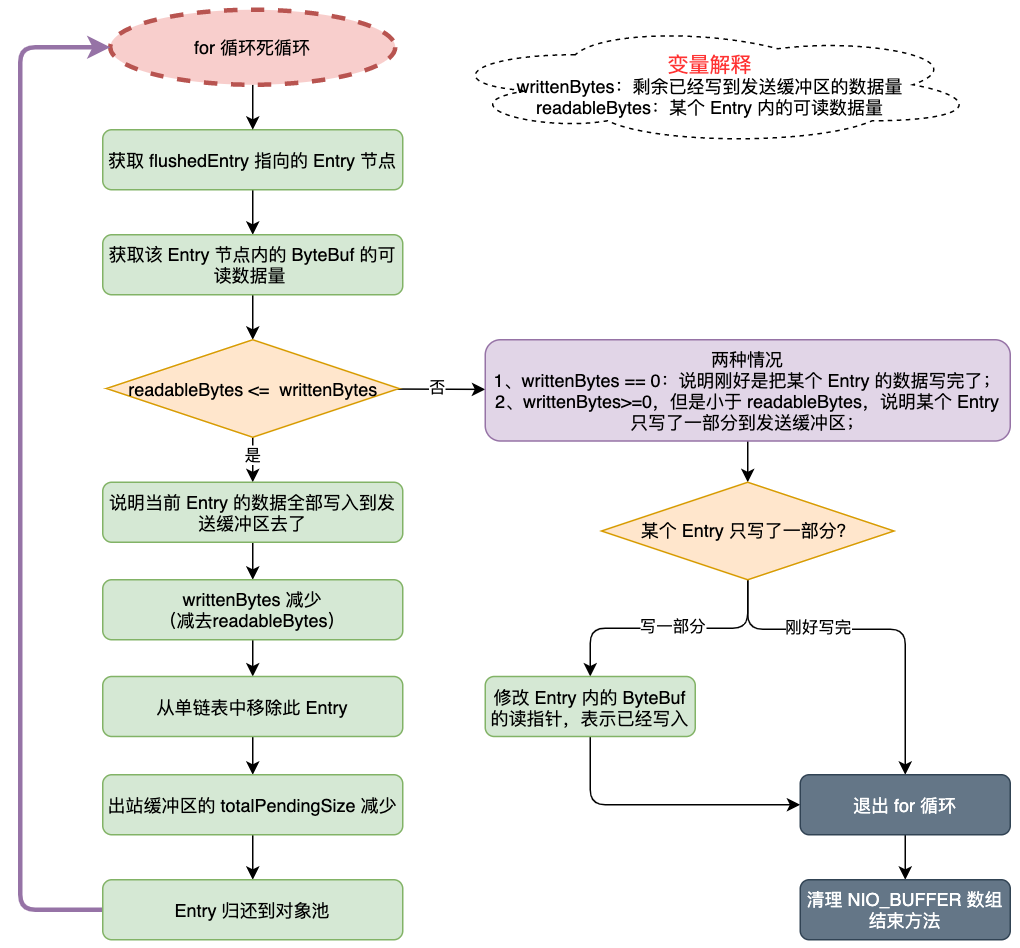 for 循环死循环
变量解释
writtenBytes：剩余已经写到发送缓冲区的数据量
readableBytes：某个 Entry 内的可读数据量
获取 flushedEntry 指向的 Entry 节点
获取该 Entry 节点内的 ByteBuf 的可
读数据量
readableBytes <= writtenBytes
否
两种情况
1、writtenBytes == 0：说明刚好是把某个 Entry 的数据写完了；
2、writtenBytes>=0，但是小于 readableBytes，说明某个 Entry
只写了一部分到发送缓冲区；
是
说明当前 Entry 的数据全部写入到发
送缓冲区去了
某个 Entry 只写了一部分?
writtenBytes 减少
（减去readableBytes）
写一部分
刚好写完
从单链表中移除此 Entry
修改 Entry 内的 ByteBuf
的读指针，表示已经写入
出站缓冲区的 totalPendingSize 减少
退出 for 循环
Entry 归还到对象池
清理 NIO_BUFFER 数组
结束方法